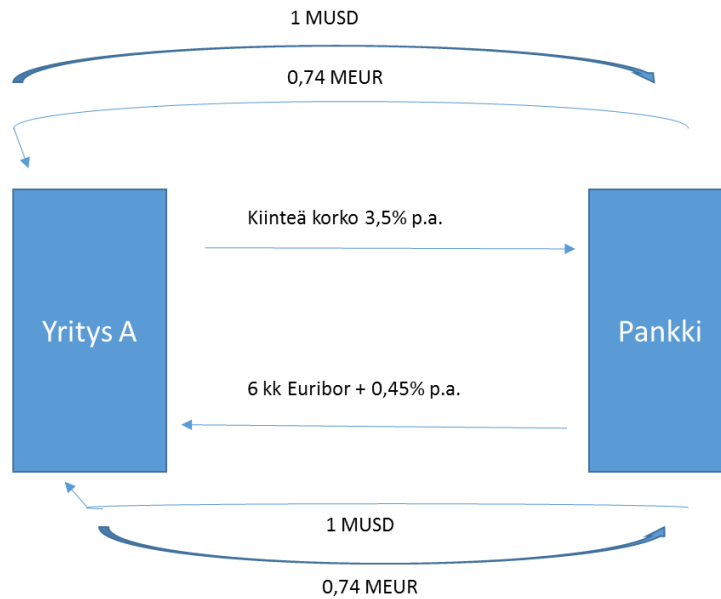 1 MUSD
0,74 MEUR
Kiinteä korko 3,5% p.a.
Yritys A
Pankki
6 kk Euribor + 0,45% p.a.
1 MUSD
0,74 MEUR